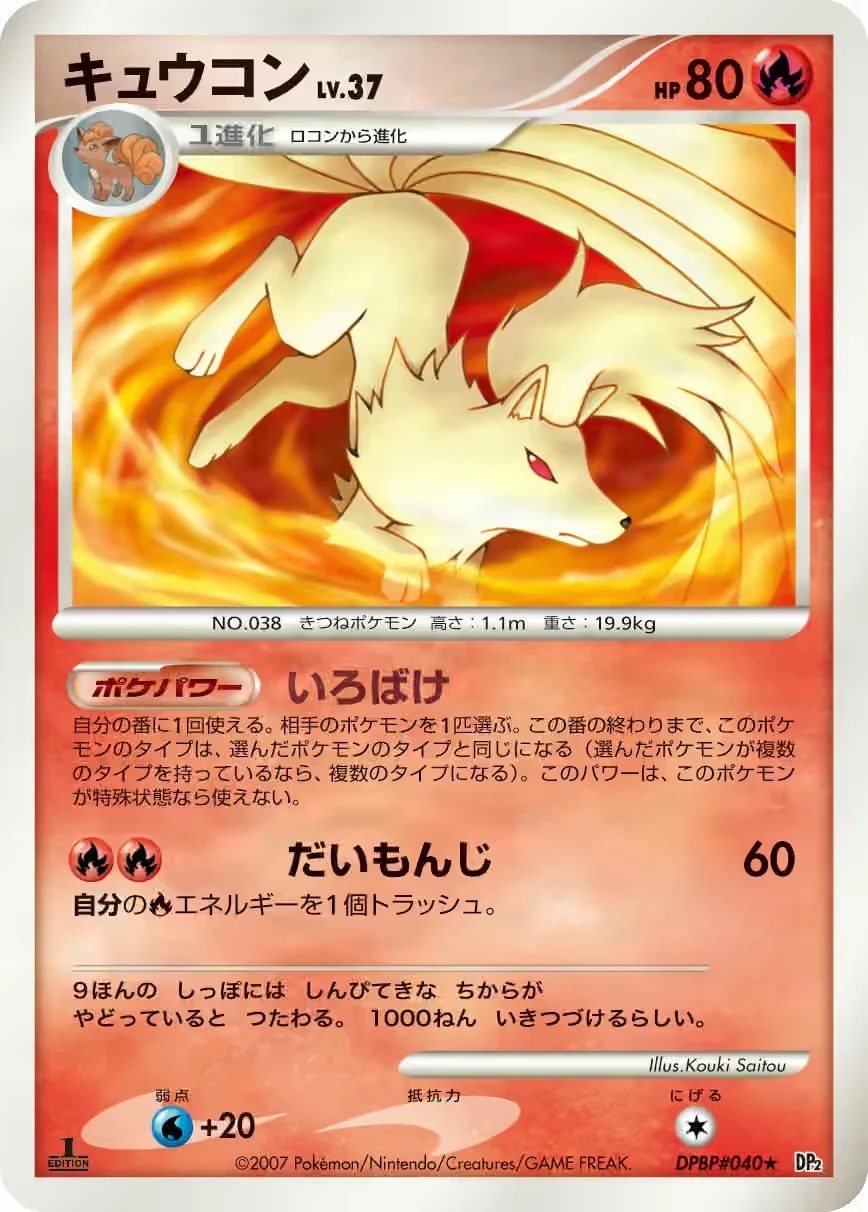 キュウコン LV.37 HP 80
1進化 ロコンから進化
NO.038 きつねポケモン 高さ：1.1m 重さ：19.9kg
ポケパワー いろばけ
自分の番に1回使える。相手のポケモンを1匹選ぶ。この番の終わりまで、このポケ
モンのタイプは、選んだポケモンのタイプと同じになる（選んだポケモンが複数
のタイプを持っているなら、複数のタイプになる）。このパワーは、このポケモン
が特殊状態なら使えない。
だいもんじ 60
自分の エネルギーを1個トラッシュ。
9ほんの しっぽには しんぴてきな ちからが
やどっていると つたわる。 1000ねん いきつづけるらしい。
Illus.Kouki Saitou
弱点 抵抗力 にげる
+20
1 EDITION
©2007 Pokémon/Nintendo/Creatures/GAME FREAK. DPBP#040★ DP2